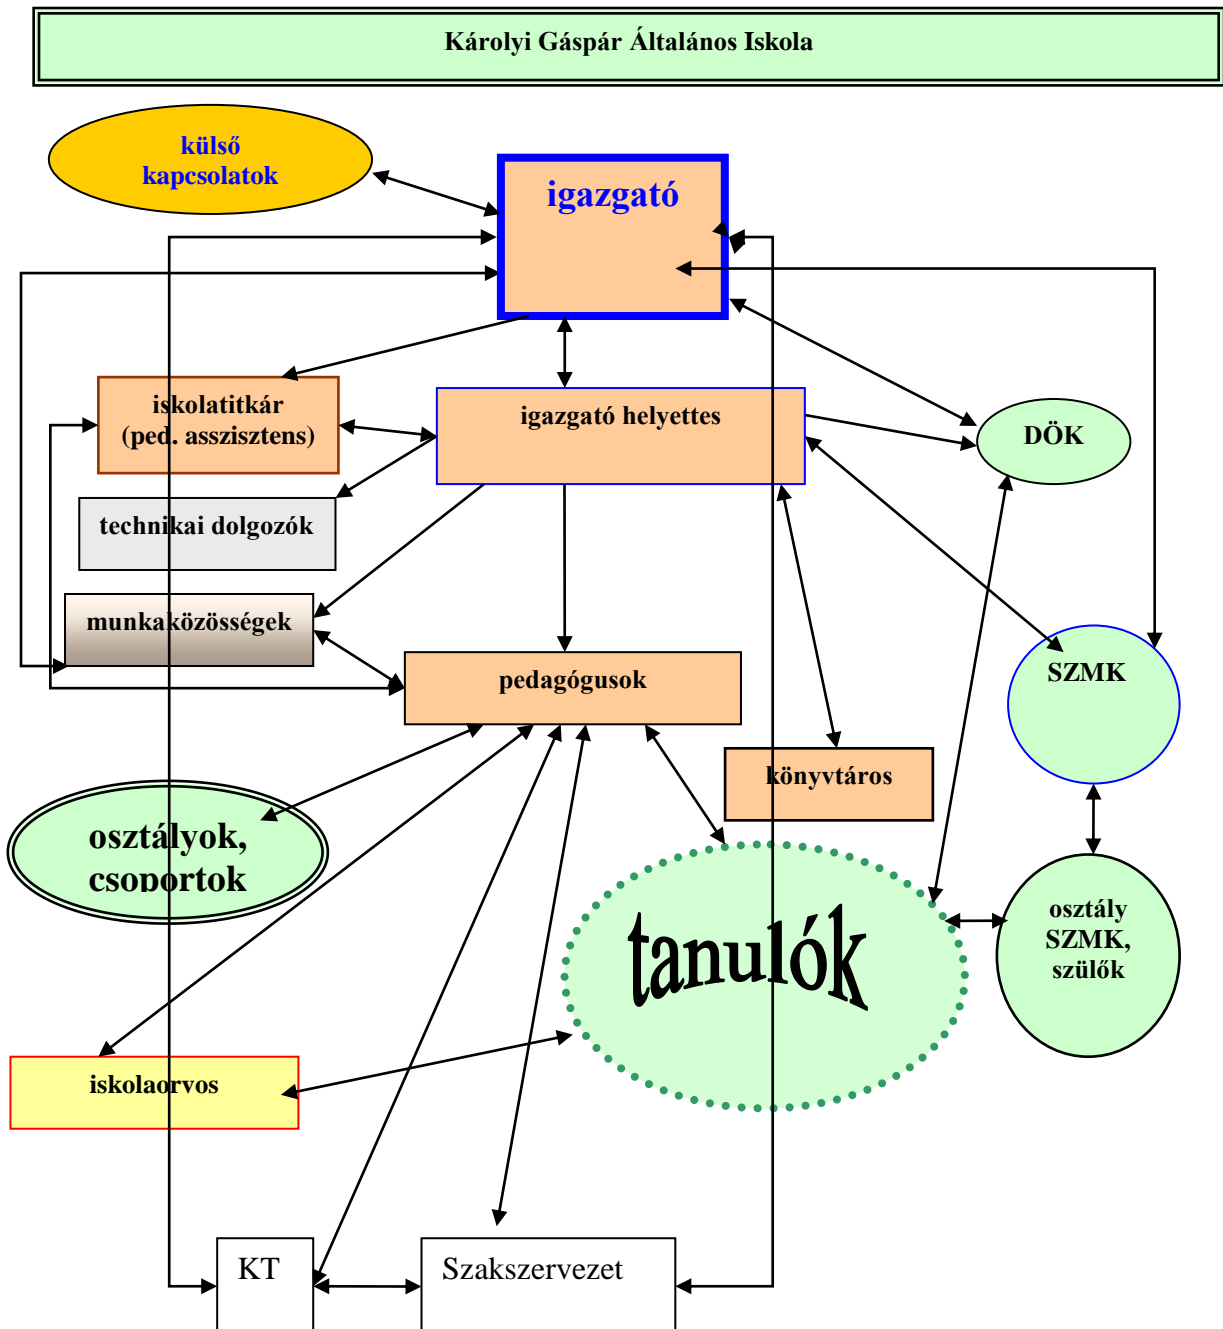 Károlyi Gáspár Általános Iskola
külső
kapcsolatok
igazgató
iskolatitkár
(ped. asszisztens)
igazgató helyettes
DÖK
technikai dolgozók
munkaközösségek
pedagógusok
SZMK
könyvtáros
osztályok,
csoportok
tanulók
osztály
SZMK,
szülők
iskolaorvos
KT
Szakszervezet